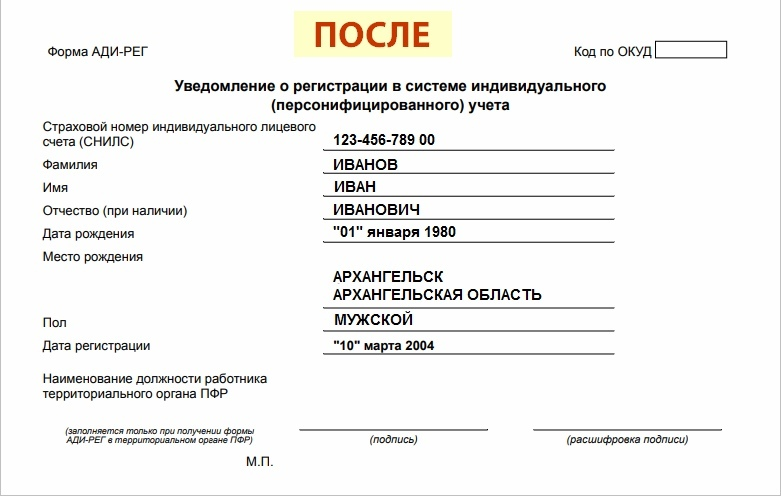 ПОСЛЕ
Форма АДИ-РЕГ
Код по ОКУД
Уведомление о регистрации в системе индивидуального
(персонифицированного) учета
Страховой номер индивидуального лицевого
счета (СНИЛС)
123-456-789 00
Фамилия
ИВАНОВ
Имя
ИВАН
Отчество (при наличии)
ИВАНОВИЧ
Дата рождения
"01" января 1980
Место рождения
АРХАНГЕЛЬСК
АРХАНГЕЛЬСКАЯ ОБЛАСТЬ
Пол
МУЖСКОЙ
Дата регистрации
"10" марта 2004
Наименование должности работника
территориального органа ПФР
(заполняется только при получении формы
АДИ-РЕГ в территориальном органе ПФР)
(подпись)
(расшифровка подписи)
М.П.